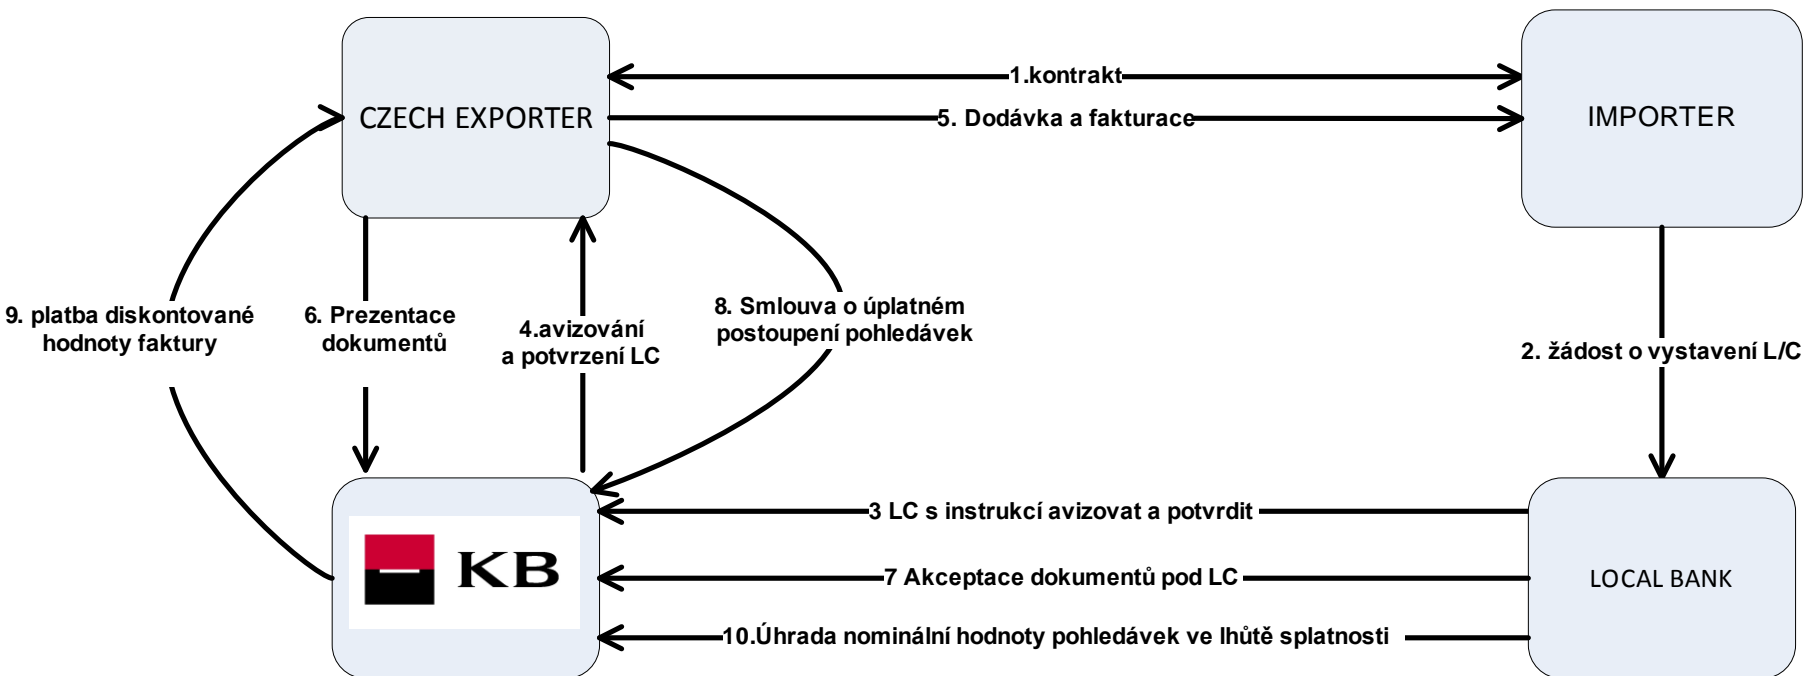 1.kontrakt
CZECH EXPORTER
5. Dodávka a fakturace
IMPORTER
9. platba diskontované
hodnoty faktury
6. Prezentace
dokumentů
4.avizování
a potvrzení LC
8. Smlouva o úplatném
postoupení pohledávek
2. žádost o vystavení L/C
3 LC s instrukcí avizovat a potvrdit
KB
7 Akceptace dokumentů pod LC
LOCAL BANK
10.Úhrada nominální hodnoty pohledávek ve lhůtě splatnosti